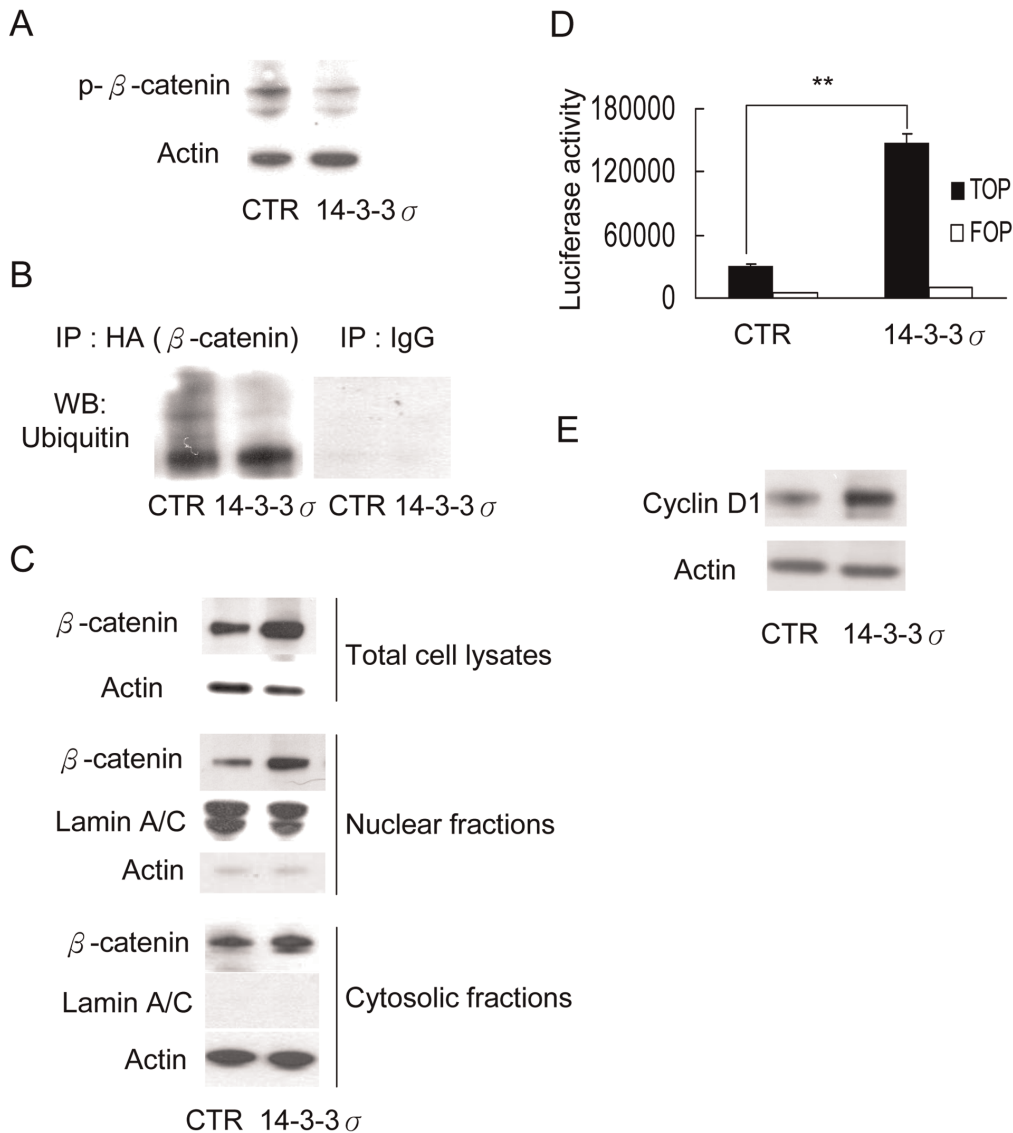 A
p-β-catenin
Actin
CTR 14-3-3σ
B
IP : HA (β-catenin) IP : IgG
WB:
Ubiquitin
CTR 14-3-3σ CTR 14-3-3σ
C
β-catenin
Actin
Total cell lysates
β-catenin
Lamin A/C
Actin
Nuclear fractions
β-catenin
Lamin A/C
Actin
Cytosolic fractions
CTR 14-3-3σ
D
Luciferase activity
**
180000
120000
60000
0
TOP
FOP
CTR 14-3-3σ
E
Cyclin D1
Actin
CTR 14-3-3σ